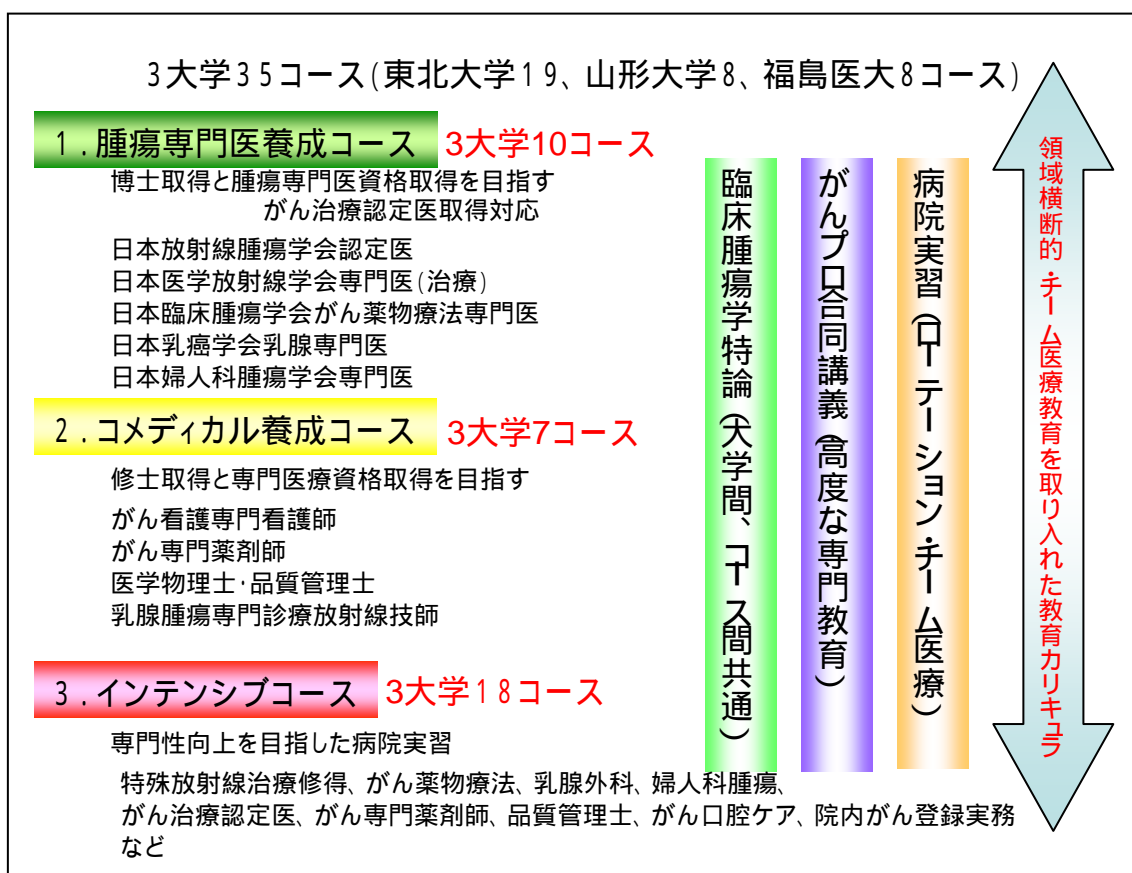 3大学35コース(東北大学19、山形大学8、福島医大8コース)
1.腫瘍専門医養成コース 3大学10コース
博士取得と腫瘍専門医資格取得を目指す
がん治療認定医取得対応
日本放射線腫瘍学会認定医
日本医学放射線学会専門医(治療)
日本臨床腫瘍学会がん薬物療法専門医
日本乳癌学会乳腺専門医
日本婦人科腫瘍学会専門医
2.コメディカル養成コース 3大学7コース
修士取得と専門医療資格取得を目指す
がん看護専門看護師
がん専門薬剤師
医学物理士・品質管理士
乳腺腫瘍専門診療放射線技師
3.インテンシブコース 3大学18コース
専門性向上を目指した病院実習
特殊放射線治療修得、がん薬物療法、乳腺外科、婦人科腫瘍、
がん治療認定医、がん専門薬剤師、品質管理士、がん口腔ケア、院内がん登録実務
など
臨床腫瘍学特論(大学間、コース間共通)
がんプロ合同講義(高度な専門教育)
病院実習(ローテーション・チーム医療)
領域横断的・チーム医療教育を取り入れた教育カリキュラ